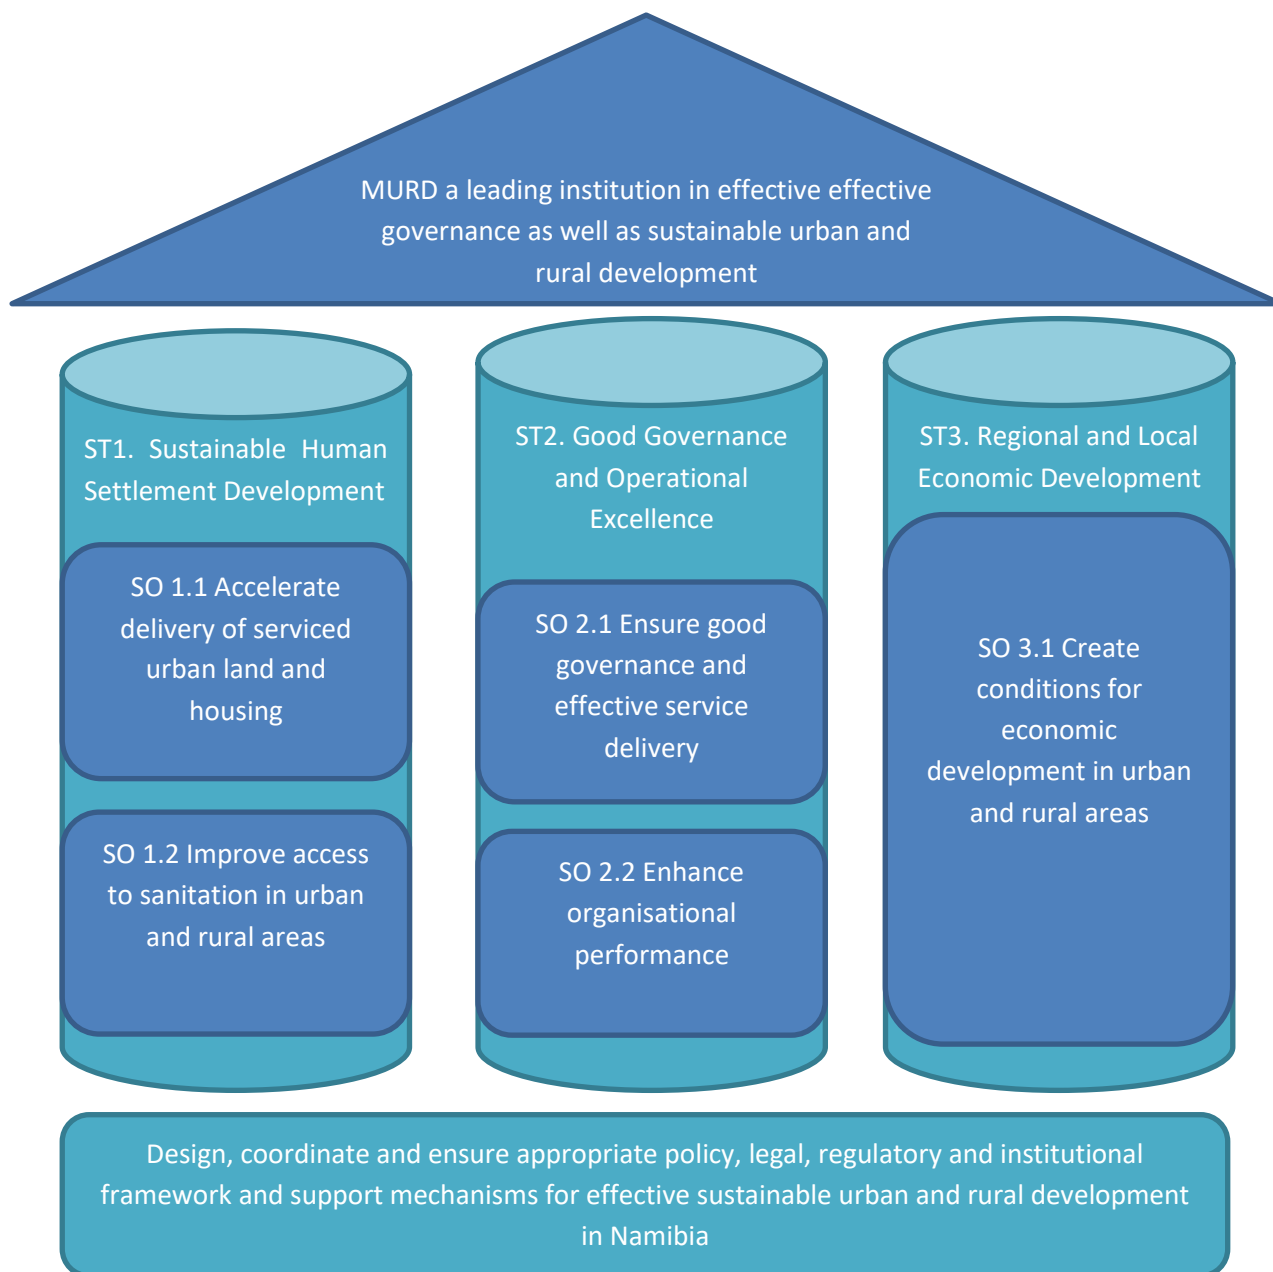 MURD a leading institution in effective effective
governance as well as sustainable urban and
rural development
ST1. Sustainable Human
Settlement Development
SO 1.1 Accelerate
delivery of serviced
urban land and
housing
SO 1.2 Improve access
to sanitation in urban
and rural areas
ST2. Good Governance
and Operational
Excellence
SO 2.1 Ensure good
governance and
effective service
delivery
SO 2.2 Enhance
organisational
performance
ST3. Regional and Local
Economic Development
SO 3.1 Create
conditions for
economic
development in urban
and rural areas
Design, coordinate and ensure appropriate policy, legal, regulatory and institutional
framework and support mechanisms for effective sustainable urban and rural development
in Namibia